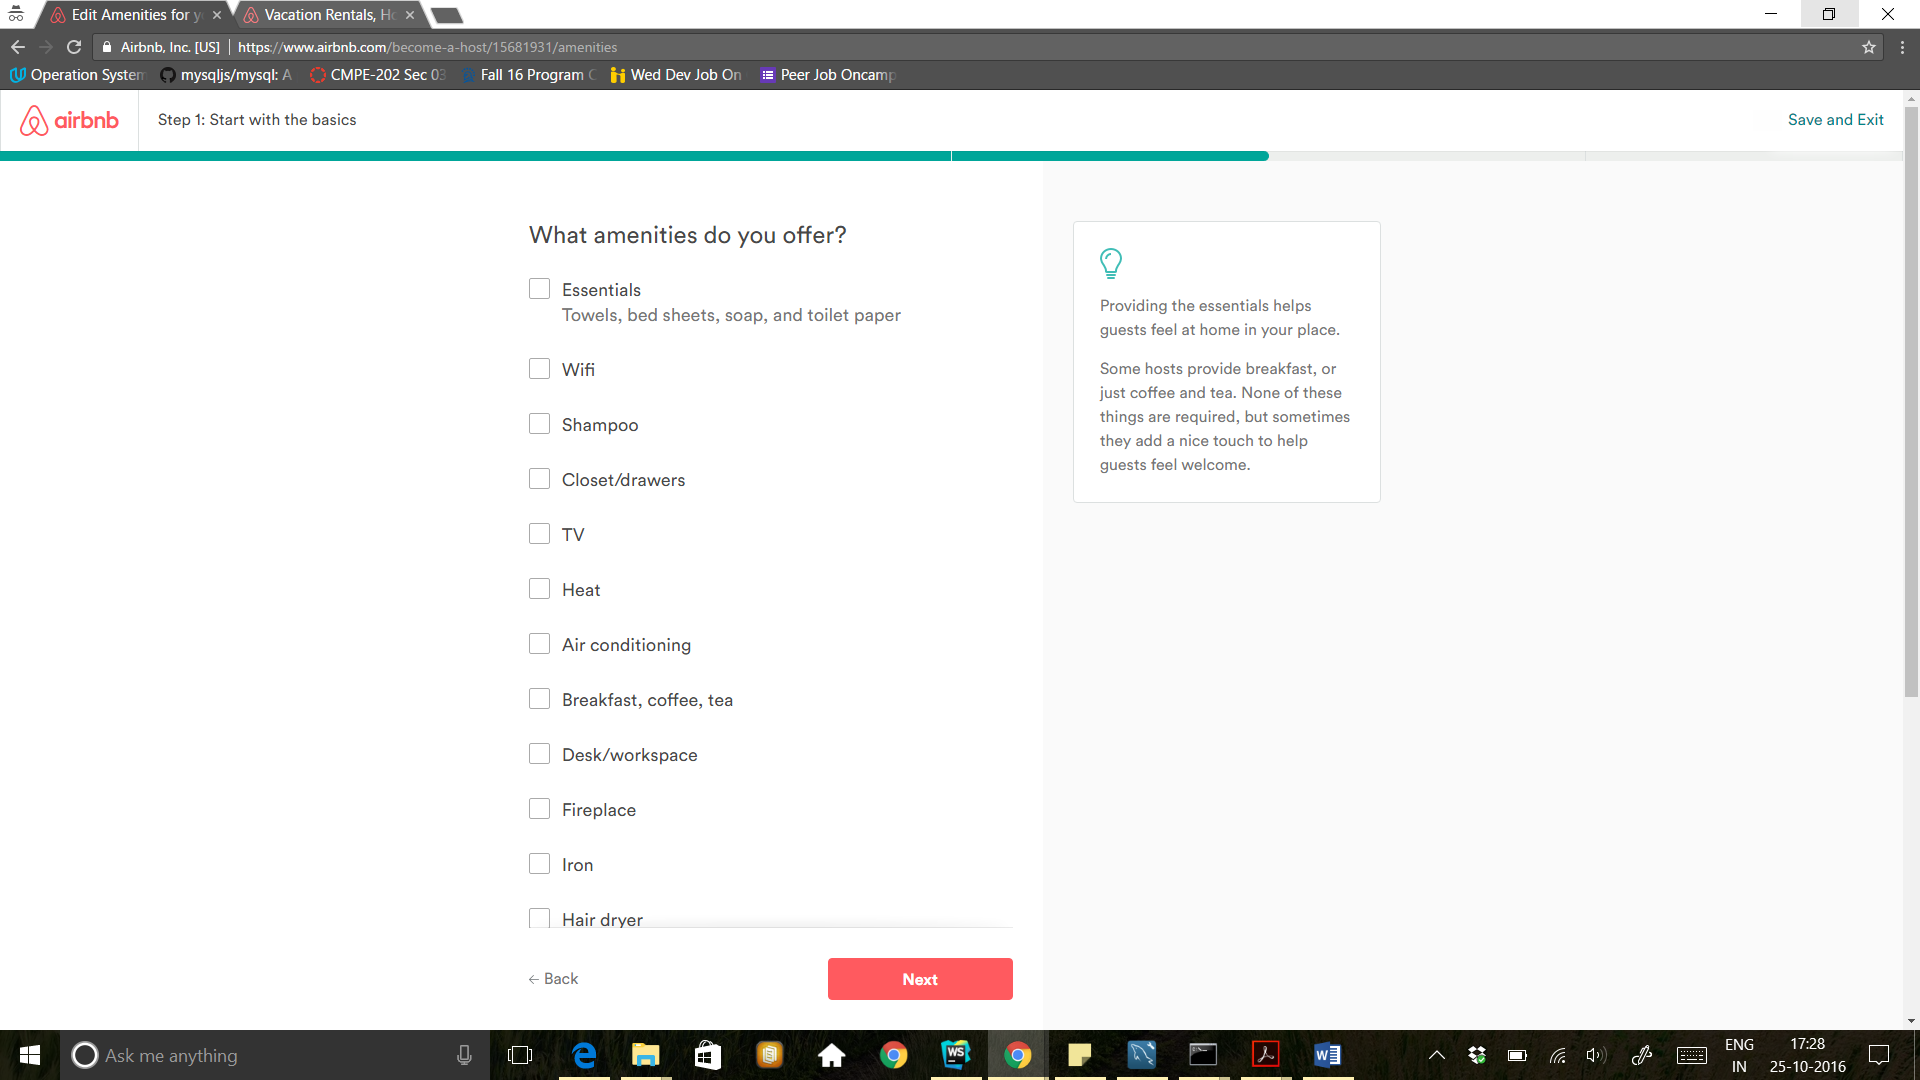 Edit Amenities for y
Vacation Rentals, Ho
Airbnb, Inc. [US] https://www.airbnb.com/become-a-host/15681931/amenities
Operation System mysqljs/mysql: A CMPE-202 Sec 03 Fall 16 Program C Wed Dev Job On Peer Job Oncamp
airbnb
Step 1: Start with the basics
Save and Exit
What amenities do you offer?
Essentials
Towels, bed sheets, soap, and toilet paper
Wifi
Shampoo
Closet/drawers
TV
Heat
Air conditioning
Breakfast, coffee, tea
Desk/workspace
Fireplace
Iron
Hair dryer
← Back
Next
Providing the essentials helps
guests feel at home in your place.
Some hosts provide breakfast, or
just coffee and tea. None of these
things are required, but sometimes
they add a nice touch to help
guests feel welcome.
Ask me anything
WS
ENG
IN
17:28
25-10-2016